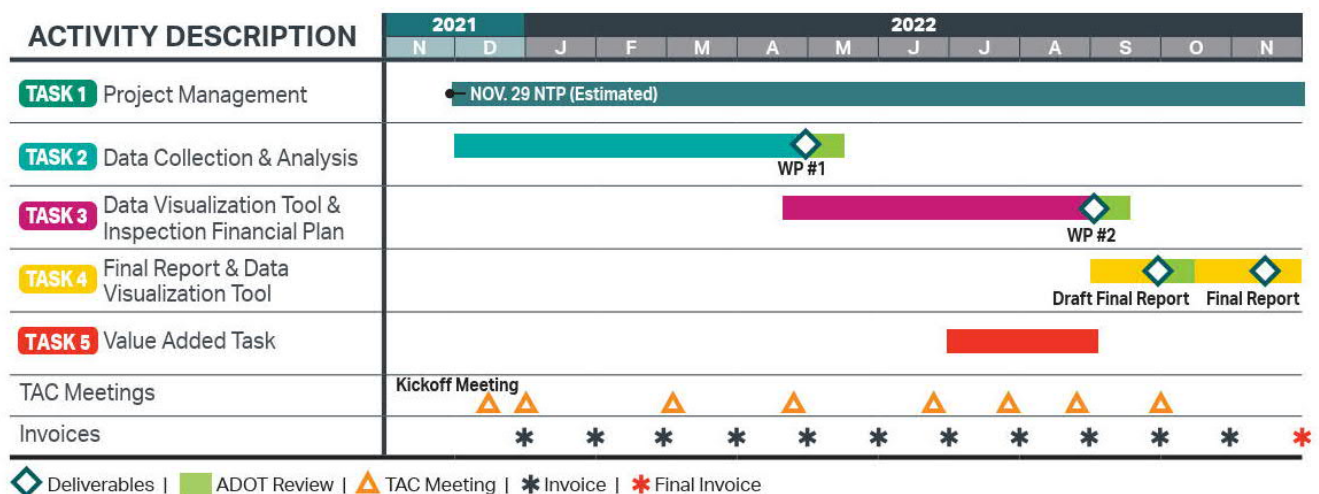 ACTIVITY DESCRIPTION
2021 2022
N D J F M A M J J A S O N
TASK 1 Project Management
NOV. 29 NTP (Estimated)
TASK 2 Data Collection & Analysis
WP #1
TASK 3 Data Visualization Tool &
Inspection Financial Plan
WP #2
TASK 4 Final Report & Data
Visualization Tool
Draft Final Report Final Report
TASK 5 Value Added Task
TAC Meetings
Kickoff Meeting
Invoices
Deliverables | ADOT Review | TAC Meeting | Invoice | Final Invoice